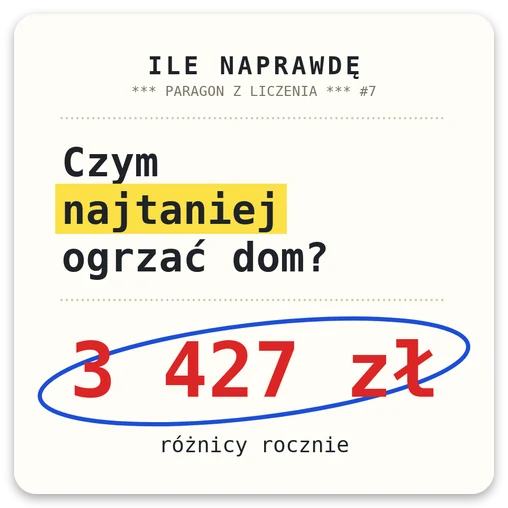 ILE NAPRAWDĘ
*** PARAGON Z LICZENIA *** #7
Czym
najtaniej
ogrzać dom?
3 427 zł
różnicy rocznie